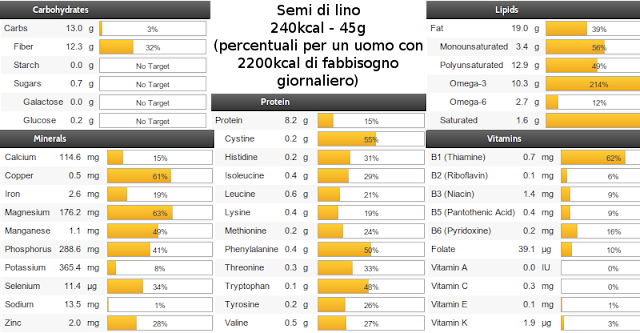 Semi di lino
240kcal - 45g
(percentuali per un uomo con
2200kcal di fabbisogno
giornaliero)
Carbohydrates
Carbs 13.0 g 3%
Fiber 12.3 g 32%
Starch 0.0 g No Target
Sugars 0.7 g No Target
Galactose 0.0 g No Target
Glucose 0.2 g No Target
Lipids
Fat 19.0 g 39%
Monounsaturated 3.4 g 56%
Polyunsaturated 12.9 g 49%
Omega-3 10.3 g 214%
Omega-6 2.7 g 12%
Saturated 1.6 g
Minerals
Calcium 114.6 mg 15%
Copper 0.5 mg 61%
Iron 2.6 mg 19%
Magnesium 176.2 mg 63%
Manganese 1.1 mg 49%
Phosphorus 288.6 mg 41%
Potassium 365.4 mg 8%
Selenium 11.4 µg 34%
Sodium 13.5 mg 1%
Zinc 2.0 mg 28%
Protein
Protein 8.2 g 15%
Cystine 0.2 g 55%
Histidine 0.2 g 31%
Isoleucine 0.4 g 29%
Leucine 0.6 g 21%
Lysine 0.4 g 19%
Methionine 0.2 g 24%
Phenylalanine 0.4 g 50%
Threonine 0.3 g 33%
Tryptophan 0.1 g 48%
Tyrosine 0.2 g 26%
Valine 0.5 g 27%
Vitamins
B1 (Thiamine) 0.7 mg 62%
B2 (Riboflavin) 0.1 mg 6%
B3 (Niacin) 1.4 mg 9%
B5 (Pantothenic Acid) 0.4 mg 9%
B6 (Pyridoxine) 0.2 mg 16%
Folate 39.1 µg 10%
Vitamin A 0.0 IU 0%
Vitamin C 0.3 mg 0%
Vitamin E 0.1 mg 1%
Vitamin K 1.9 µg 3%